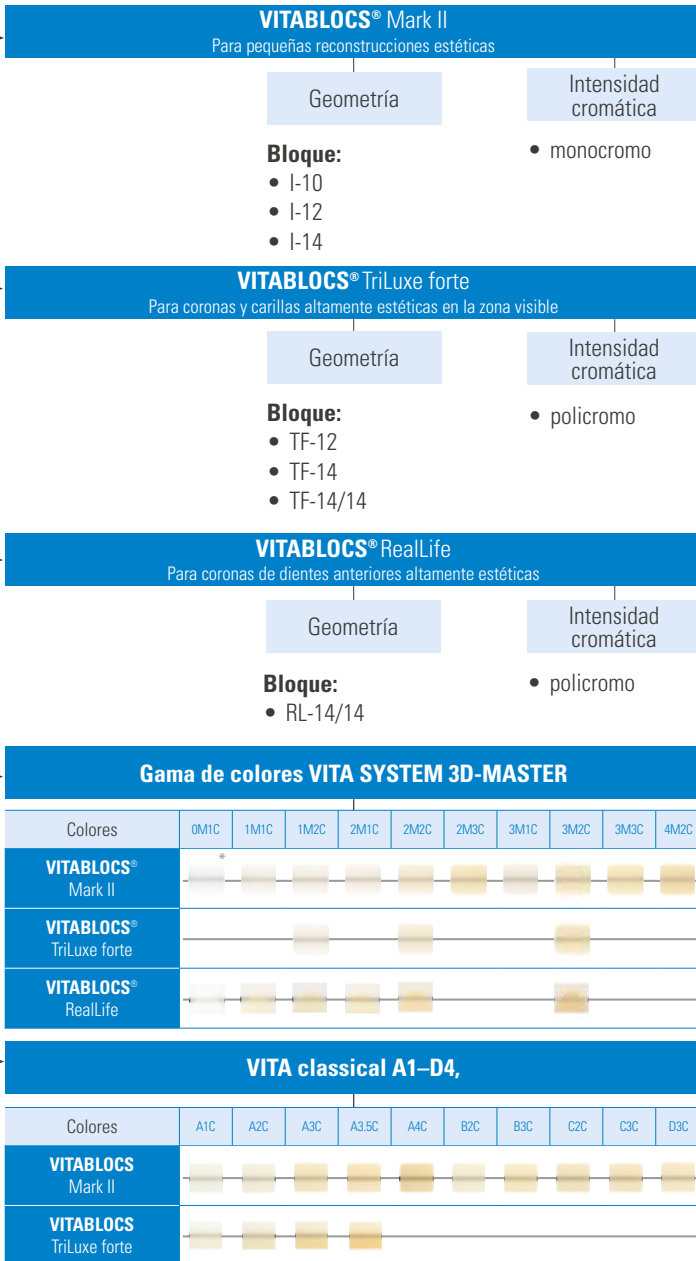 VITABLOCS® Mark II
Para pequeñas reconstrucciones estéticas
Geometría
Intensidad
cromática
Bloque:
• I-10
• I-12
• I-14
• monocromo
VITABLOCS® TriLuxe forte
Para coronas y carillas altamente estéticas en la zona visible
Geometría
Intensidad
cromática
Bloque:
• TF-12
• TF-14
• TF-14/14
• policromo
VITABLOCS® RealLife
Para coronas de dientes anteriores altamente estéticas
Geometría
Intensidad
cromática
Bloque:
• RL-14/14
• policromo
Gama de colores VITA SYSTEM 3D-MASTER
Colores 0M1C 1M1C 1M2C 2M1C 2M2C 2M3C 3M1C 3M2C 3M3C 4M2C
VITABLOCS®
Mark II
*
VITABLOCS®
TriLuxe forte
VITABLOCS®
RealLife
VITA classical A1–D4,
Colores A1C A2C A3C A3.5C A4C B2C B3C C2C C3C D3C
VITABLOCS
Mark II
VITABLOCS
TriLuxe forte